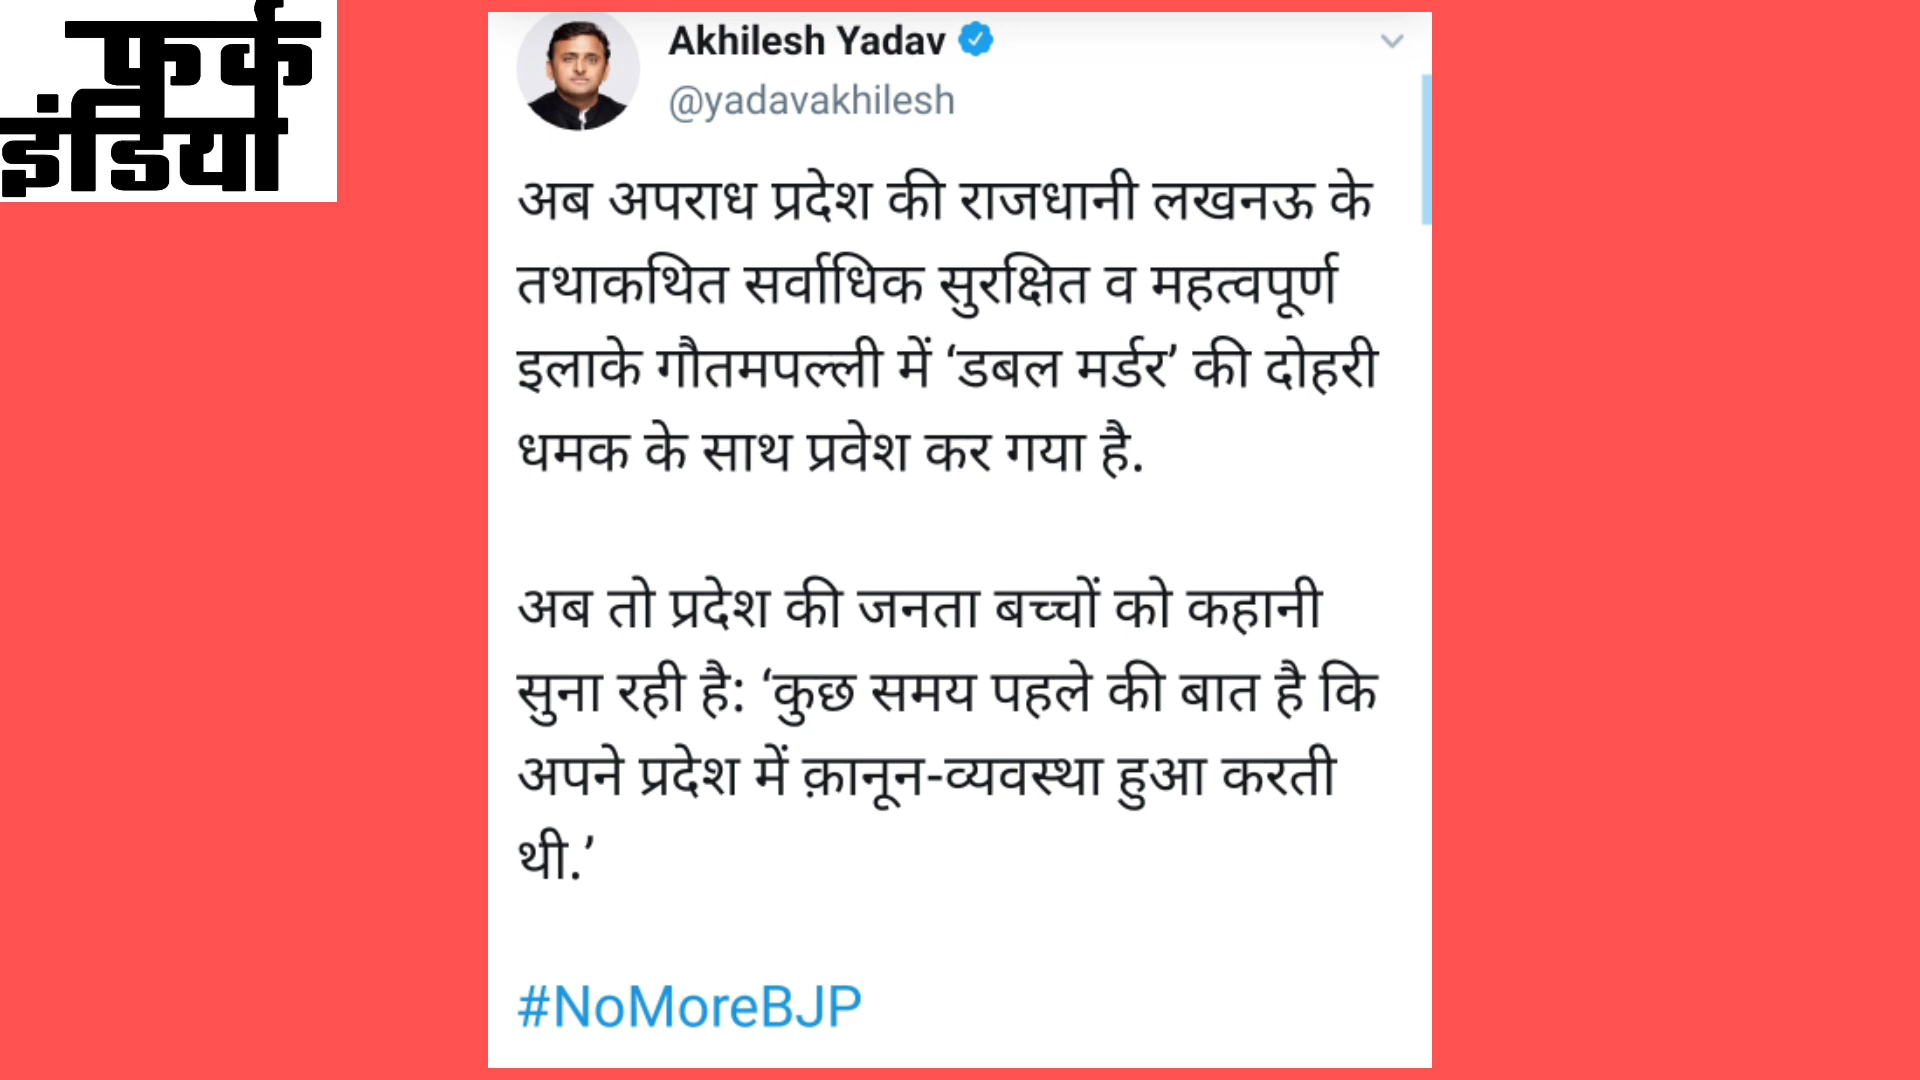 फर्क
इंडिया
Akhilesh Yadav
@yadavakhilesh
अब अपराध प्रदेश की राजधानी लखनऊ के
तथाकथित सर्वाधिक सुरक्षित व महत्वपूर्ण
इलाके गौतमपल्ली में ‘डबल मर्डर’ की दोहरी
धमक के साथ प्रवेश कर गया है.
अब तो प्रदेश की जनता बच्चों को कहानी
सुना रही है: ‘कुछ समय पहले की बात है कि
अपने प्रदेश में क़ानून-व्यवस्था हुआ करती
थी.’
#NoMoreBJP